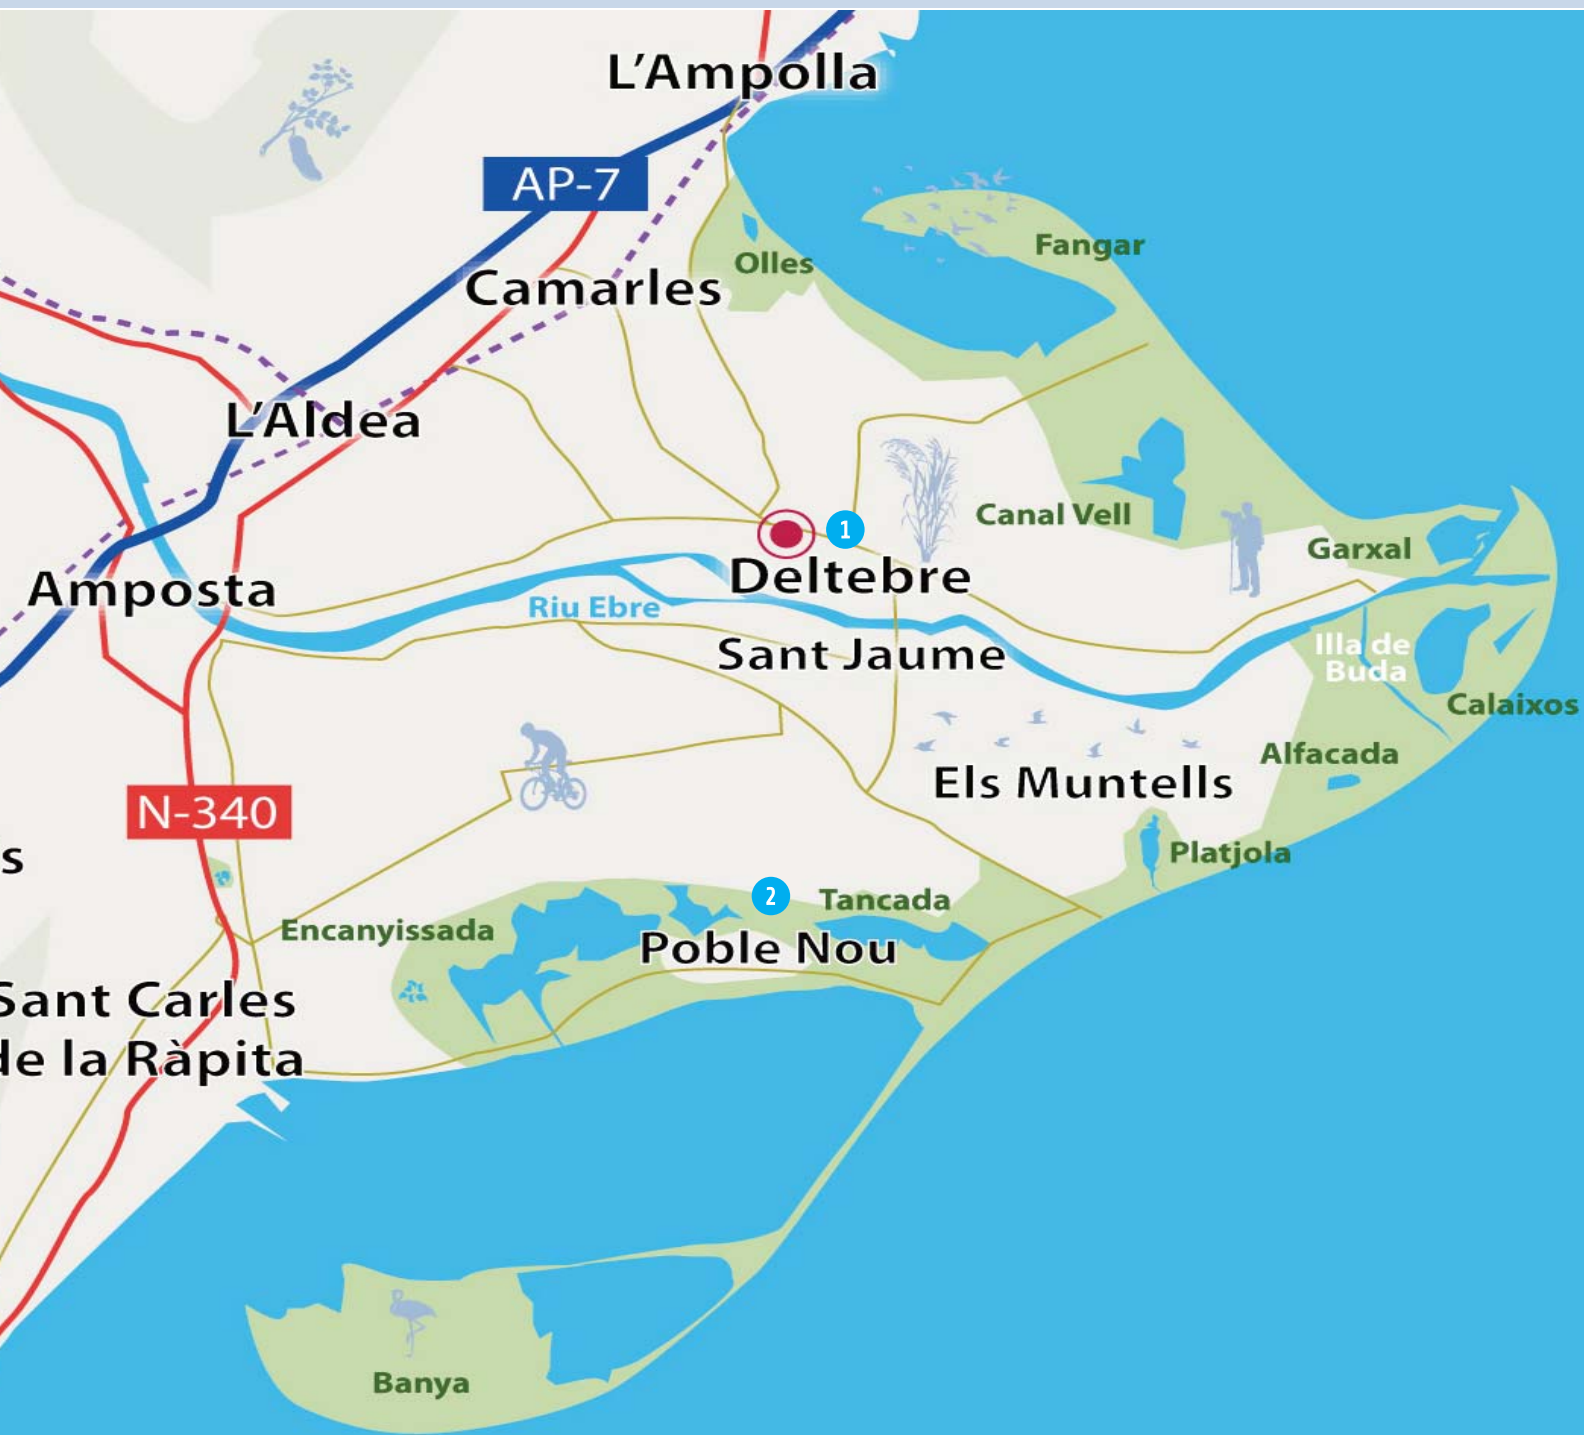 L'Ampolla
AP-7
Fangar
Olles
Camarles
L'Aldea
Canal Vell
1
Garxal
Deltebre
Amposta
Riu Ebre
Illa de
Buda
Sant Jaume
Calaixos
Alfacada
Els Muntells
N-340
s
Platjola
2
Tancada
Encanyissada
Poble Nou
Sant Carles
de la Ràpita
Banya